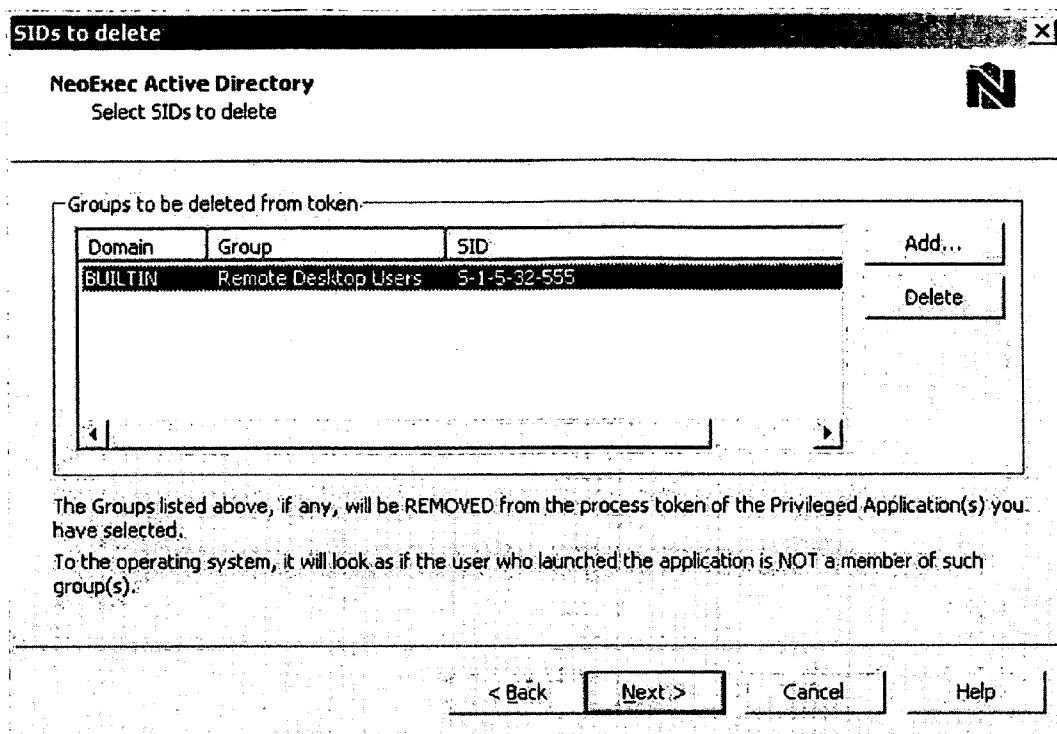 SIDs to delete
NeoExec Active Directory
Select SIDs to delete
Groups to be deleted from token
Domain Group SID
BUILTIN Remote Desktop Users S-1-5-32-555
Add...
Delete
The Groups listed above, if any, will be REMOVED from the process token of the Privileged Application(s) you
have selected.
To the operating system, it will look as if the user who launched the application is NOT a member of such
group(s).
< Back Next > Cancel Help